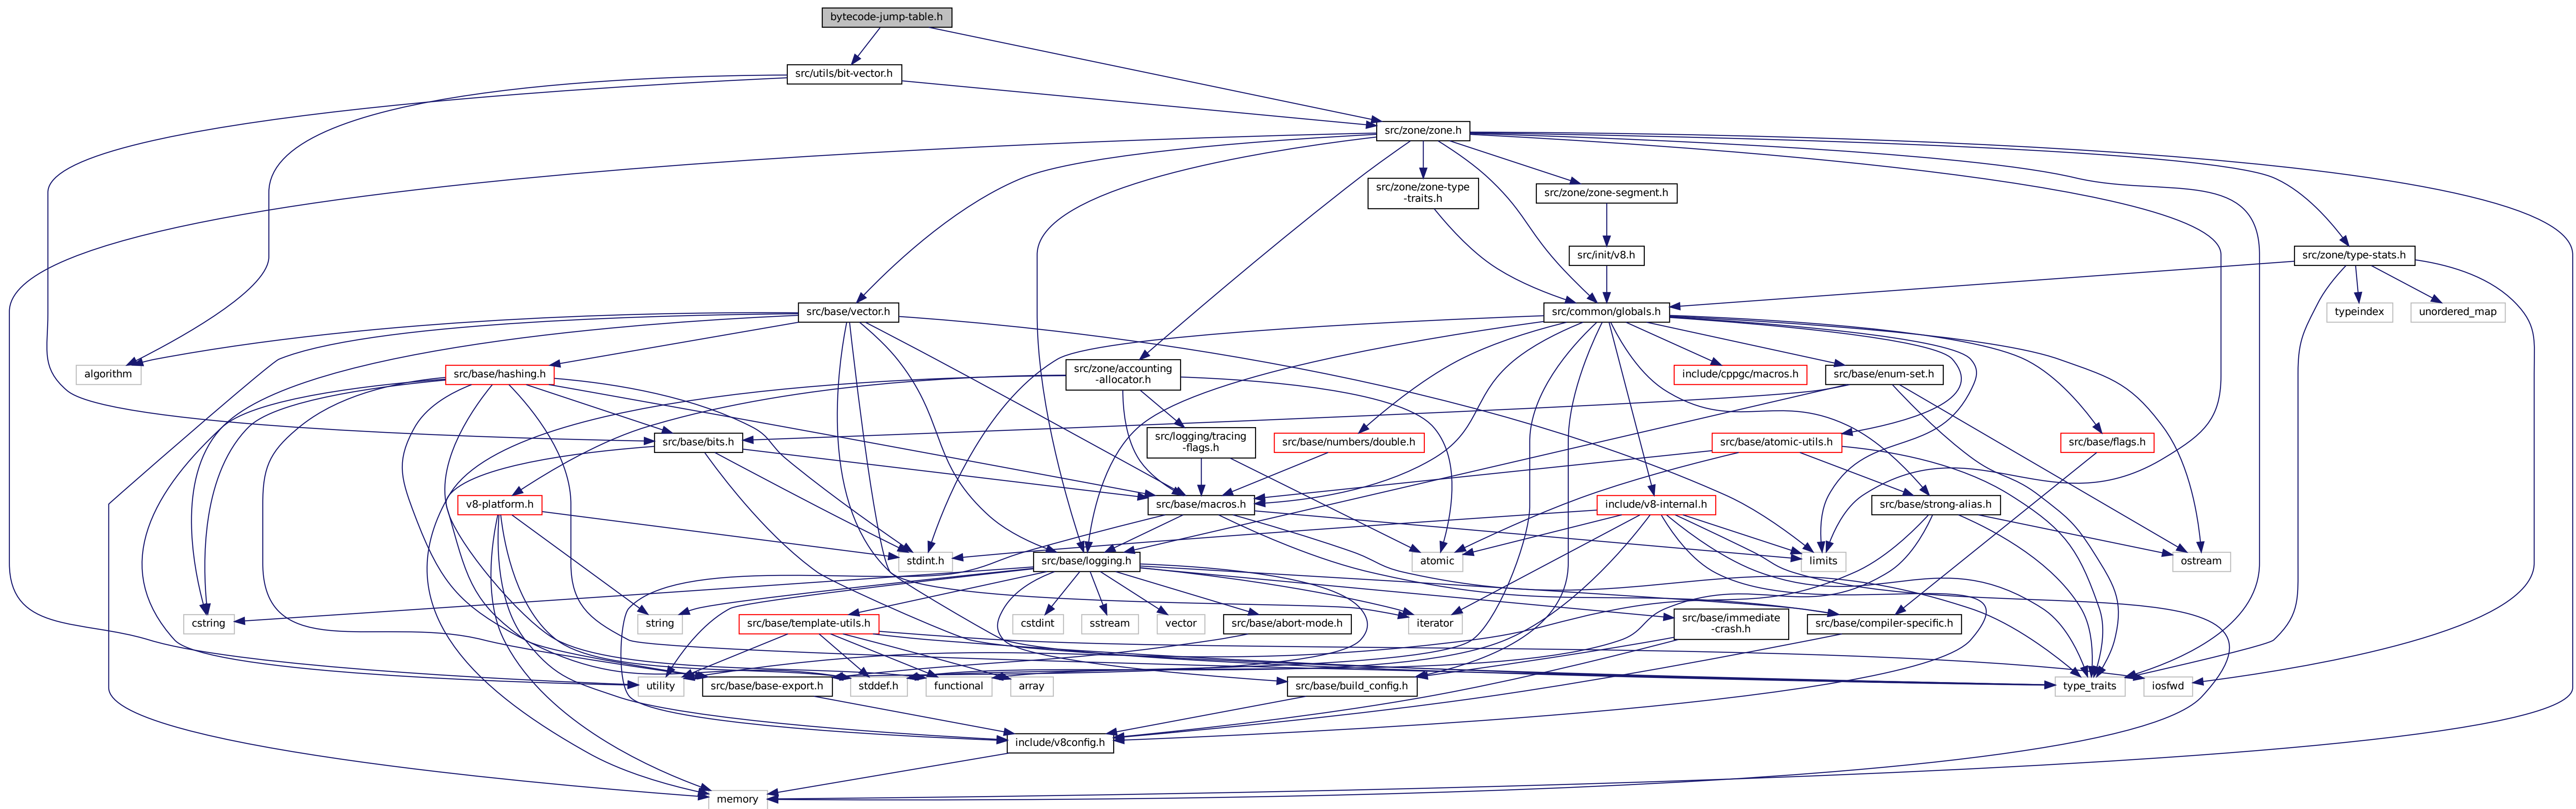 bytecode-jump-table.h
src/utils/bit-vector.h
src/zone/zone.h
src/zone/zone-type
-traits.h
src/zone/zone-segment.h
src/init/v8.h
src/zone/type-stats.h
src/base/vector.h
src/common/globals.h
typeindex
unordered_map
algorithm
src/base/hashing.h
src/zone/accounting
-allocator.h
include/cppgc/macros.h
src/base/enum-set.h
src/base/bits.h
src/logging/tracing
-flags.h
src/base/numbers/double.h
src/base/atomic-utils.h
src/base/flags.h
v8-platform.h
src/base/macros.h
include/v8-internal.h
src/base/strong-alias.h
stdint.h
src/base/logging.h
atomic
limits
ostream
cstring
string
src/base/template-utils.h
cstdint
sstream
vector
src/base/abort-mode.h
iterator
src/base/immediate
-crash.h
src/base/compiler-specific.h
utility
src/base/base-export.h
stddef.h
functional
array
src/base/build_config.h
type_traits
iosfwd
include/v8config.h
memory